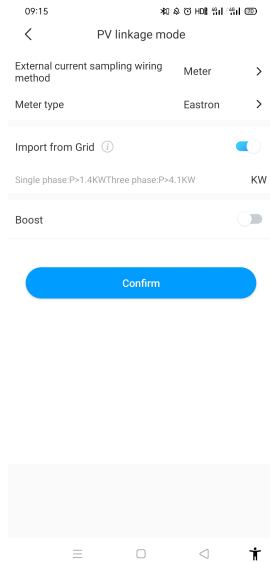 09:15
PV linkage mode
External current sampling wiring
method
Meter
Meter type
Eastron
Import from Grid
Single phase:P>1.4KWThree phase:P>4.1KW
KW
Boost
Confirm